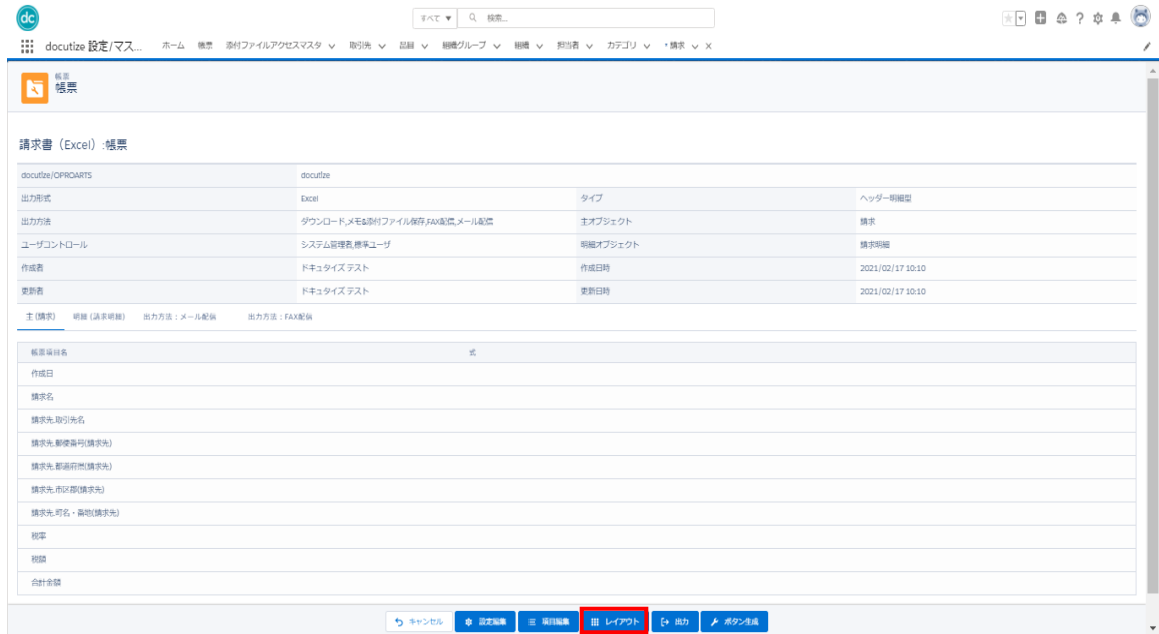 dc
すべて ▼ 検索...
docutize 設定/マス... ホーム 帳票 添付ファイルアクセスマスタ 取引先 品目 組織グループ 組織 担当者 カテゴリ * 請求 X
帳票
帳票
請求書（Excel）:帳票
docutize/OPROARTS docutize
出力形式 Excel タイプ ヘッダー明細型
出力方法 ダウンロード,メモ&添付ファイル保存,FAX配信,メール配信 主オブジェクト 請求
ユーザコントロール システム管理者,標準ユーザ 明細オブジェクト 請求明細
作成者 ドキュタイズ テスト 作成日時 2021/02/17 10:10
更新者 ドキュタイズ テスト 更新日時 2021/02/17 10:10
主 (請求) 明細 (請求明細) 出力方法：メール配信 出力方法：FAX配信
帳票項目名 式
作成日
請求名
請求先.取引先名
請求先.郵便番号(請求先)
請求先.都道府県(請求先)
請求先.市区郡(請求先)
請求先.町名・番地(請求先)
税率
税額
合計金額
キャンセル 設定編集 項目編集 レイアウト 出力 ボタン生成